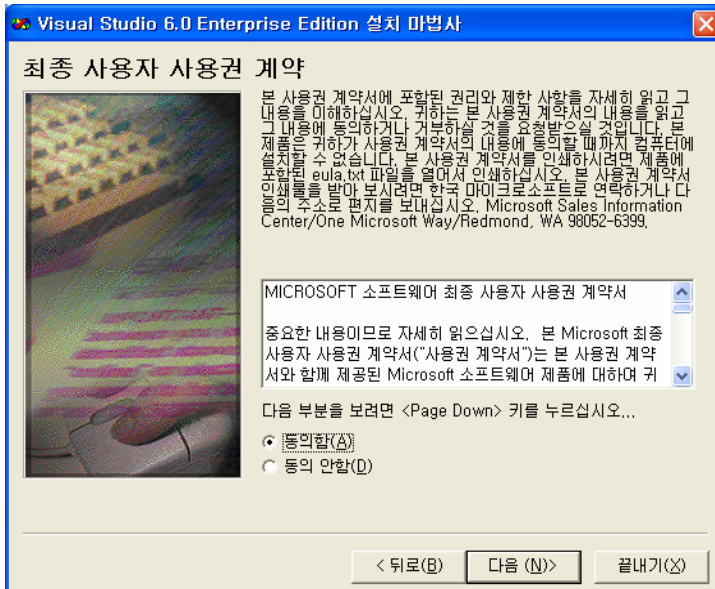 Visual Studio 6.0 Enterprise Edition 설치 마법사
최종 사용자 사용권 계약
본 사용권 계약서에 포함된 권리와 제한 사항을 자세히 읽고 그
내용을 이해하십시오. 귀하는 본 사용권 계약서의 내용을 읽고
그 내용에 동의하거나 거부하실 것을 요청받으실 것입니다. 본
제품은 귀하가 사용권 계약서의 내용에 동의할 때까지 컴퓨터에
설치할 수 없습니다. 본 사용권 계약서를 인쇄하시려면 제품에
포함된 eula.txt 파일을 열어서 인쇄하십시오. 본 사용권 계약서
인쇄물을 받아 보시려면 한국 마이크로소프트로 연락하거나 다
음의 주소로 편지를 보내십시오. Microsoft Sales Information
Center/One Microsoft Way/Redmond, WA 98052-6399.
MICROSOFT 소프트웨어 최종 사용자 사용권 계약서
중요한 내용이므로 자세히 읽으십시오. 본 Microsoft 최종
사용자 사용권 계약서("사용권 계약서")는 본 사용권 계약
서와 함께 제공된 Microsoft 소프트웨어 제품에 대하여 귀
다음 부분을 보려면 <Page Down> 키를 누르십시오...
동의함(A)
동의 안함(D)
< 뒤로(B)
다음 (N)>
끝내기(X)